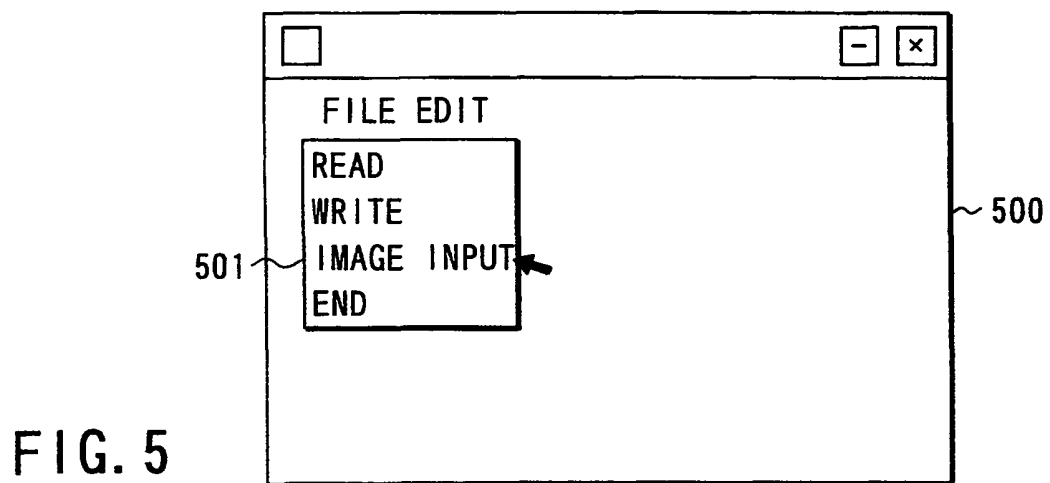 - ×
FILE EDIT
READ
WRITE
500
501 IMAGE INPUT
END
FIG. 5